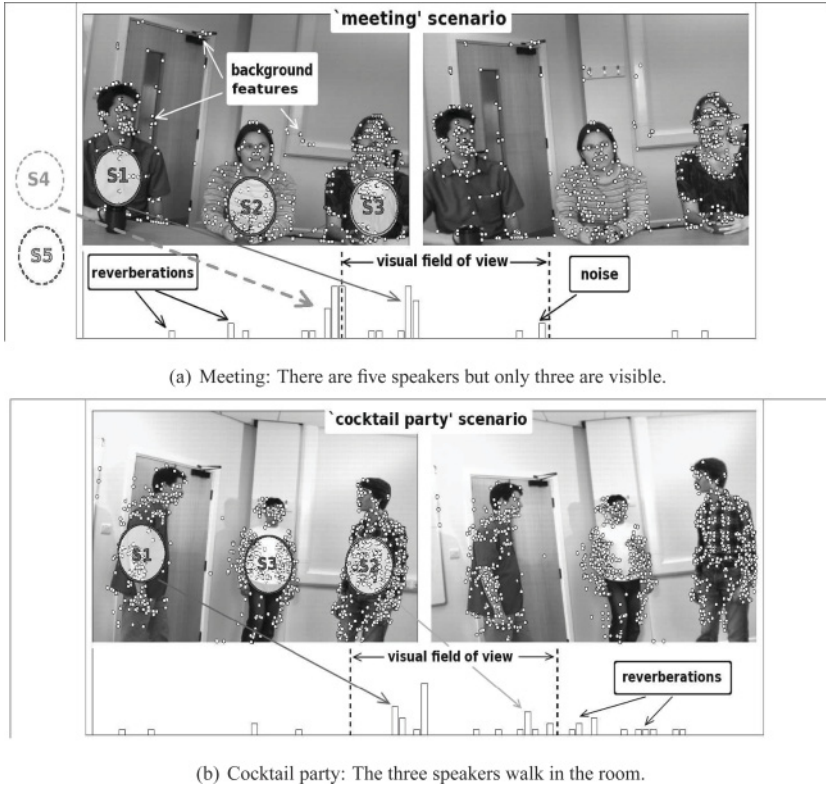 `meeting' scenario
background
features
S1
S2
S3
S4
S5
reverberations
visual field of view
noise
(a) Meeting: There are five speakers but only three are visible.
`cocktail party' scenario
S1
S3
S2
visual field of view
reverberations
(b) Cocktail party: The three speakers walk in the room.